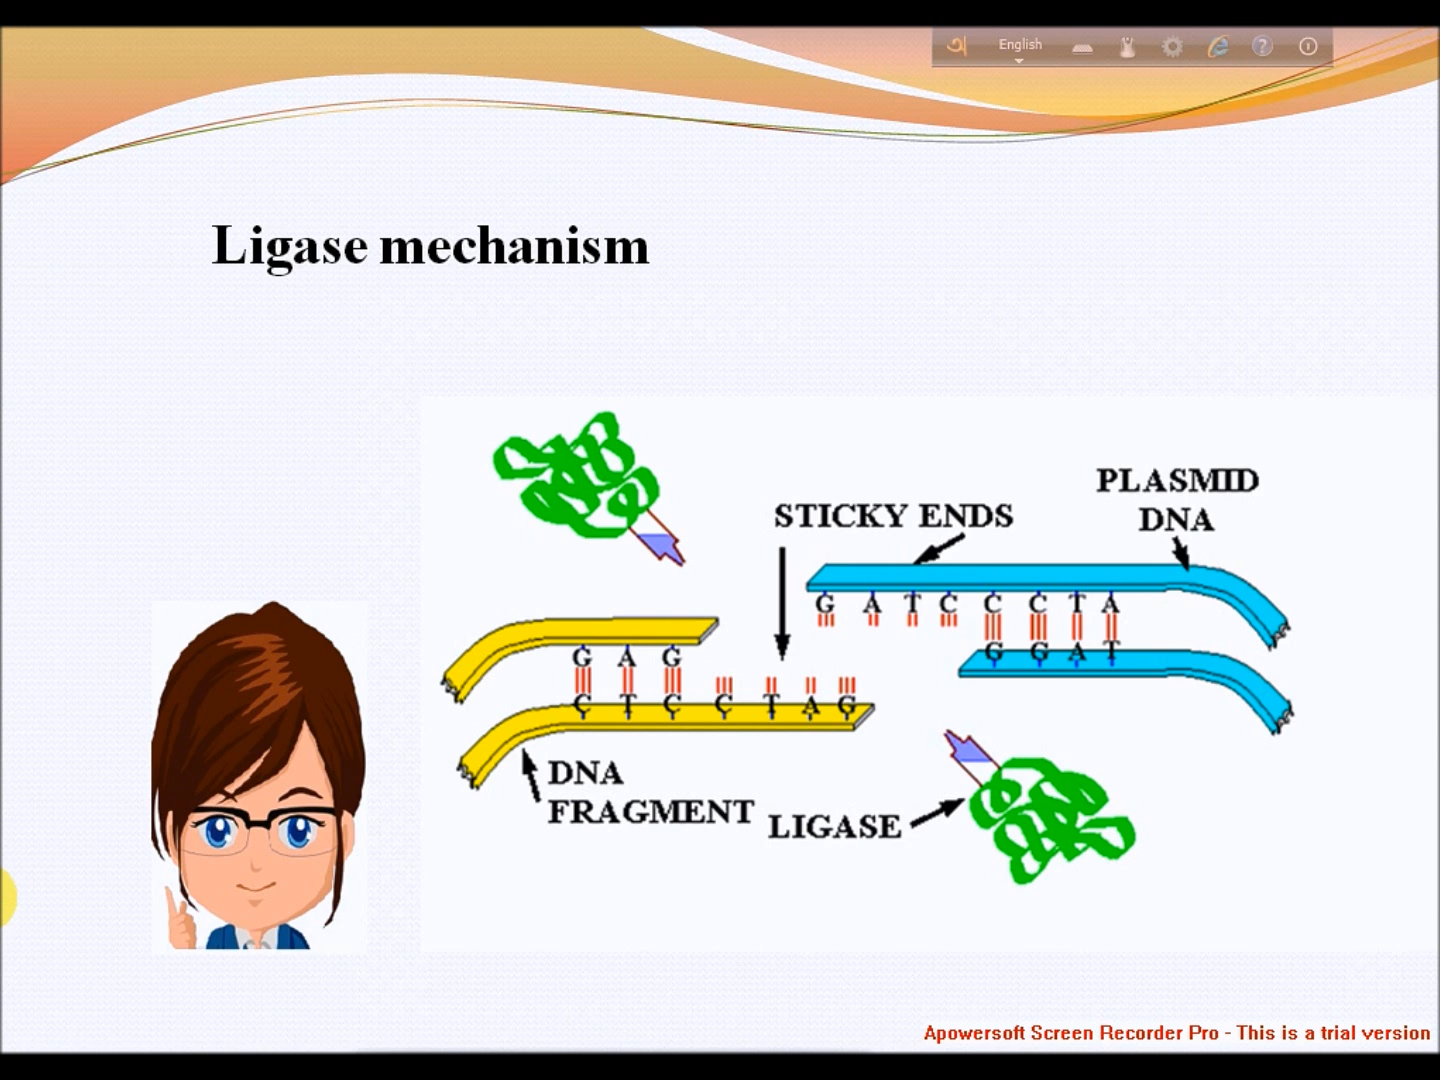 English
Ligase mechanism
PLASMID
DNA
STICKY ENDS
G A T C C C T A
G G A T
G A G
C T C C T A G
DNA
FRAGMENT
LIGASE
Apowersoft Screen Recorder Pro - This is a trial version